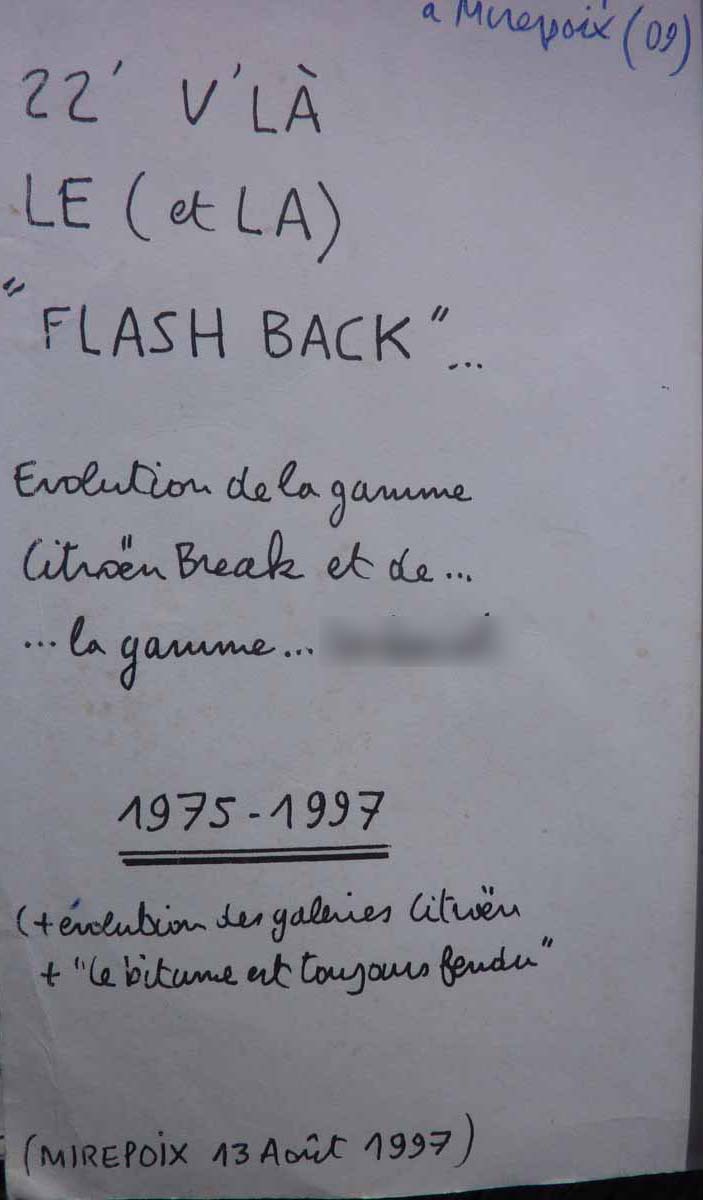 a Mirepoix (09)
22' V'LÀ
LE (et LA)
"FLASH BACK"...
Evolution de la gamme
Citroën Break et de...
... la gamme...
1975-1997
(+ évolution des galeries Citroën
+ "le bitume est toujours fendu"
(MIREPOIX 13 Août 1997)